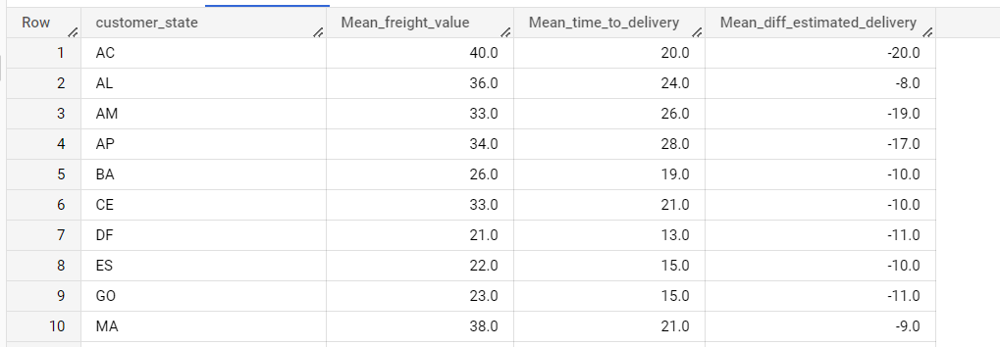 Row customer_state Mean_freight_value Mean_time_to_delivery Mean_diff_estimated_delivery
1 AC 40.0 20.0 -20.0
2 AL 36.0 24.0 -8.0
3 AM 33.0 26.0 -19.0
4 AP 34.0 28.0 -17.0
5 BA 26.0 19.0 -10.0
6 CE 33.0 21.0 -10.0
7 DF 21.0 13.0 -11.0
8 ES 22.0 15.0 -10.0
9 GO 23.0 15.0 -11.0
10 MA 38.0 21.0 -9.0